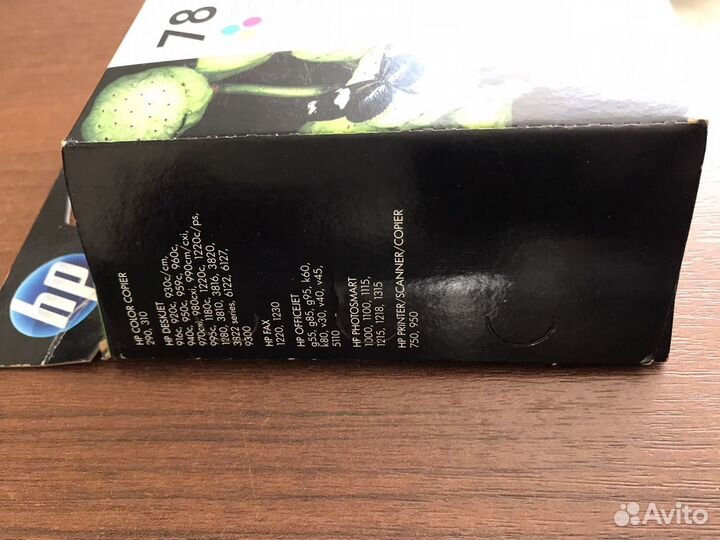 78
hp
HP COLOR COPIER
290, 310
HP DESKJET
916c, 920c, 930c/cm,
940c, 950c, 959c, 960c,
970cxi, 980cxi, 990cm/cxi,
995c, 1180c, 1220c, 1220c/ps,
1280, 3810, 3816, 3820,
3822 series, 6122, 6127,
9300
HP FAX
1220, 1230
HP OFFICEJET
g55, g85, g95, k60,
k80, v30, v40, v45,
5110
HP PHOTOSMART
1000, 1100, 1115,
1215, 1218, 1315
HP PRINTER/SCANNER/COPIER
750, 950
Avito